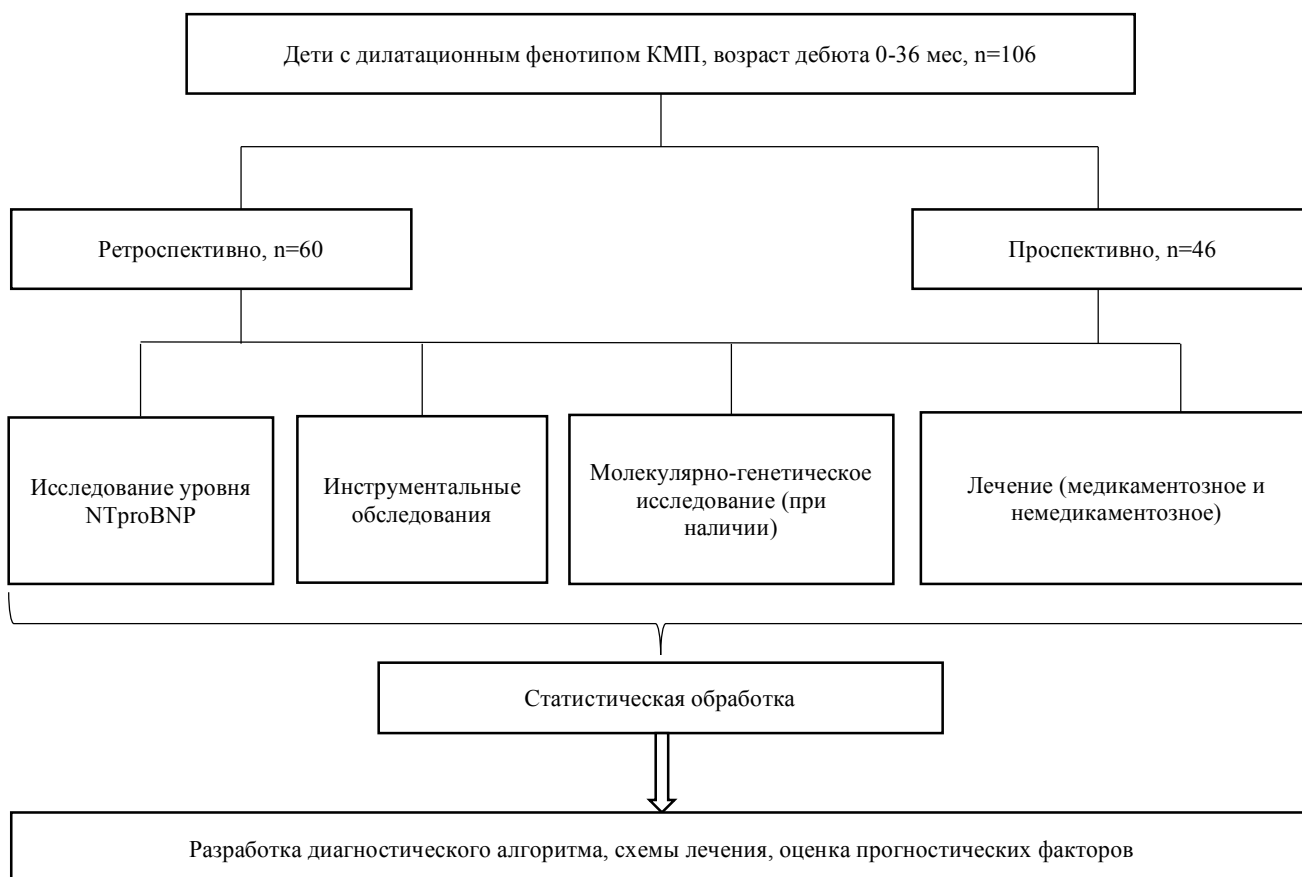 Дети с дилатационным фенотипом КМП, возраст дебюта 0-36 мес, n=106
Ретроспективно, n=60
Проспективно, n=46
Исследование уровня
NTproBNP
Инструментальные
обследования
Молекулярно-генетическое
исследование (при
наличии)
Лечение (медикаментозное и
немедикаментозное)
Статистическая обработка
Разработка диагностического алгоритма, схемы лечения, оценка прогностических факторов